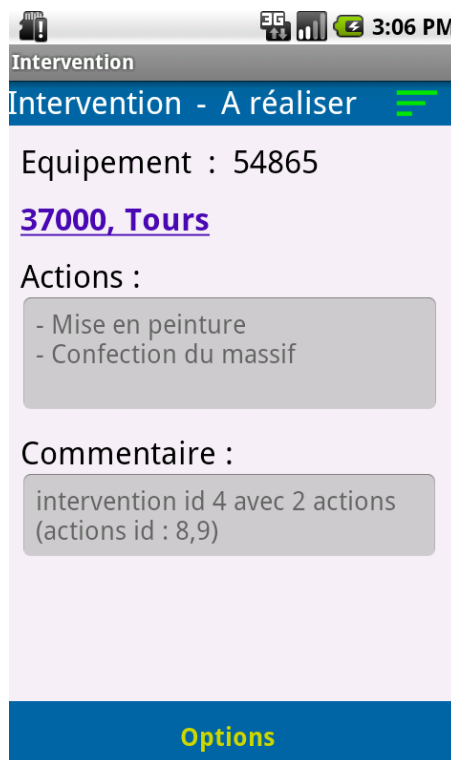 3G 3:06 PM
Intervention
Intervention - A réaliser
Equipement : 54865
37000, Tours
Actions :
- Mise en peinture
- Confection du massif
Commentaire :
intervention id 4 avec 2 actions
(actions id : 8,9)
Options